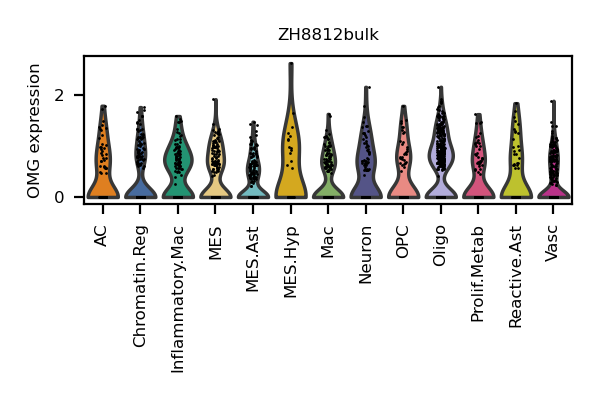 ZH8812bulk
OMG expression
2
0
AC
Chromatin.Reg
Inflammatory.Mac
MES
MES.Ast
MES.Hyp
Mac
Neuron
OPC
Oligo
Prolif.Metab
Reactive.Ast
Vasc